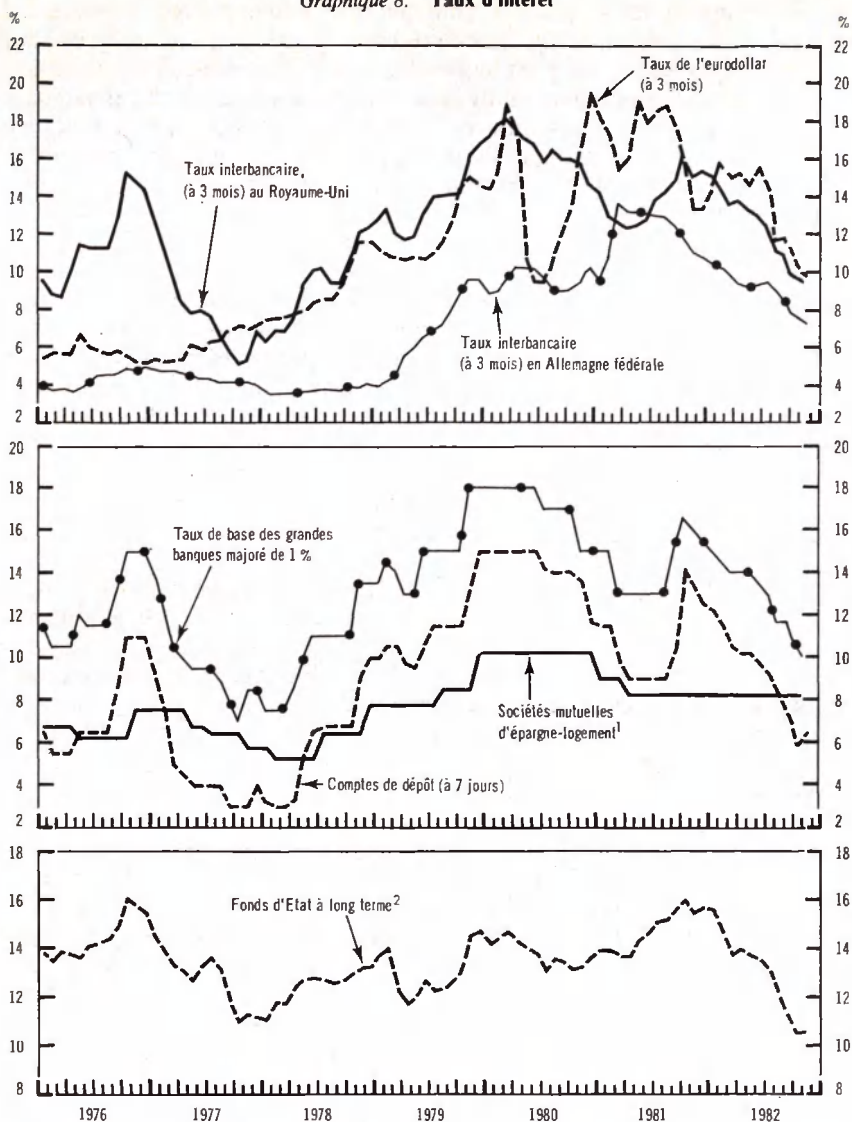 Graphique 8. Taux d'intérêt
% %
22 22
20 20
18 18
16 16
14 14
12 12
10 10
8 8
6 6
4 4
2 2
Taux de l'eurodollar
(à 3 mois)
Taux interbancaire,
(à 3 mois) au Royaume-Uni
Taux interbancaire
(à 3 mois) en Allemagne fédérale
20 20
18 18
16 16
14 14
12 12
10 10
8 8
6 6
4 4
2 2
Taux de base des grandes
banques majoré de 1 %
Sociétés mutuelles
d'épargne-logement1
Comptes de dépôt (à 7 jours)
18 18
16 16
14 14
12 12
10 10
8 8
Fonds d'Etat à long terme2
1976 1977 1978 1979 1980 1981 1982